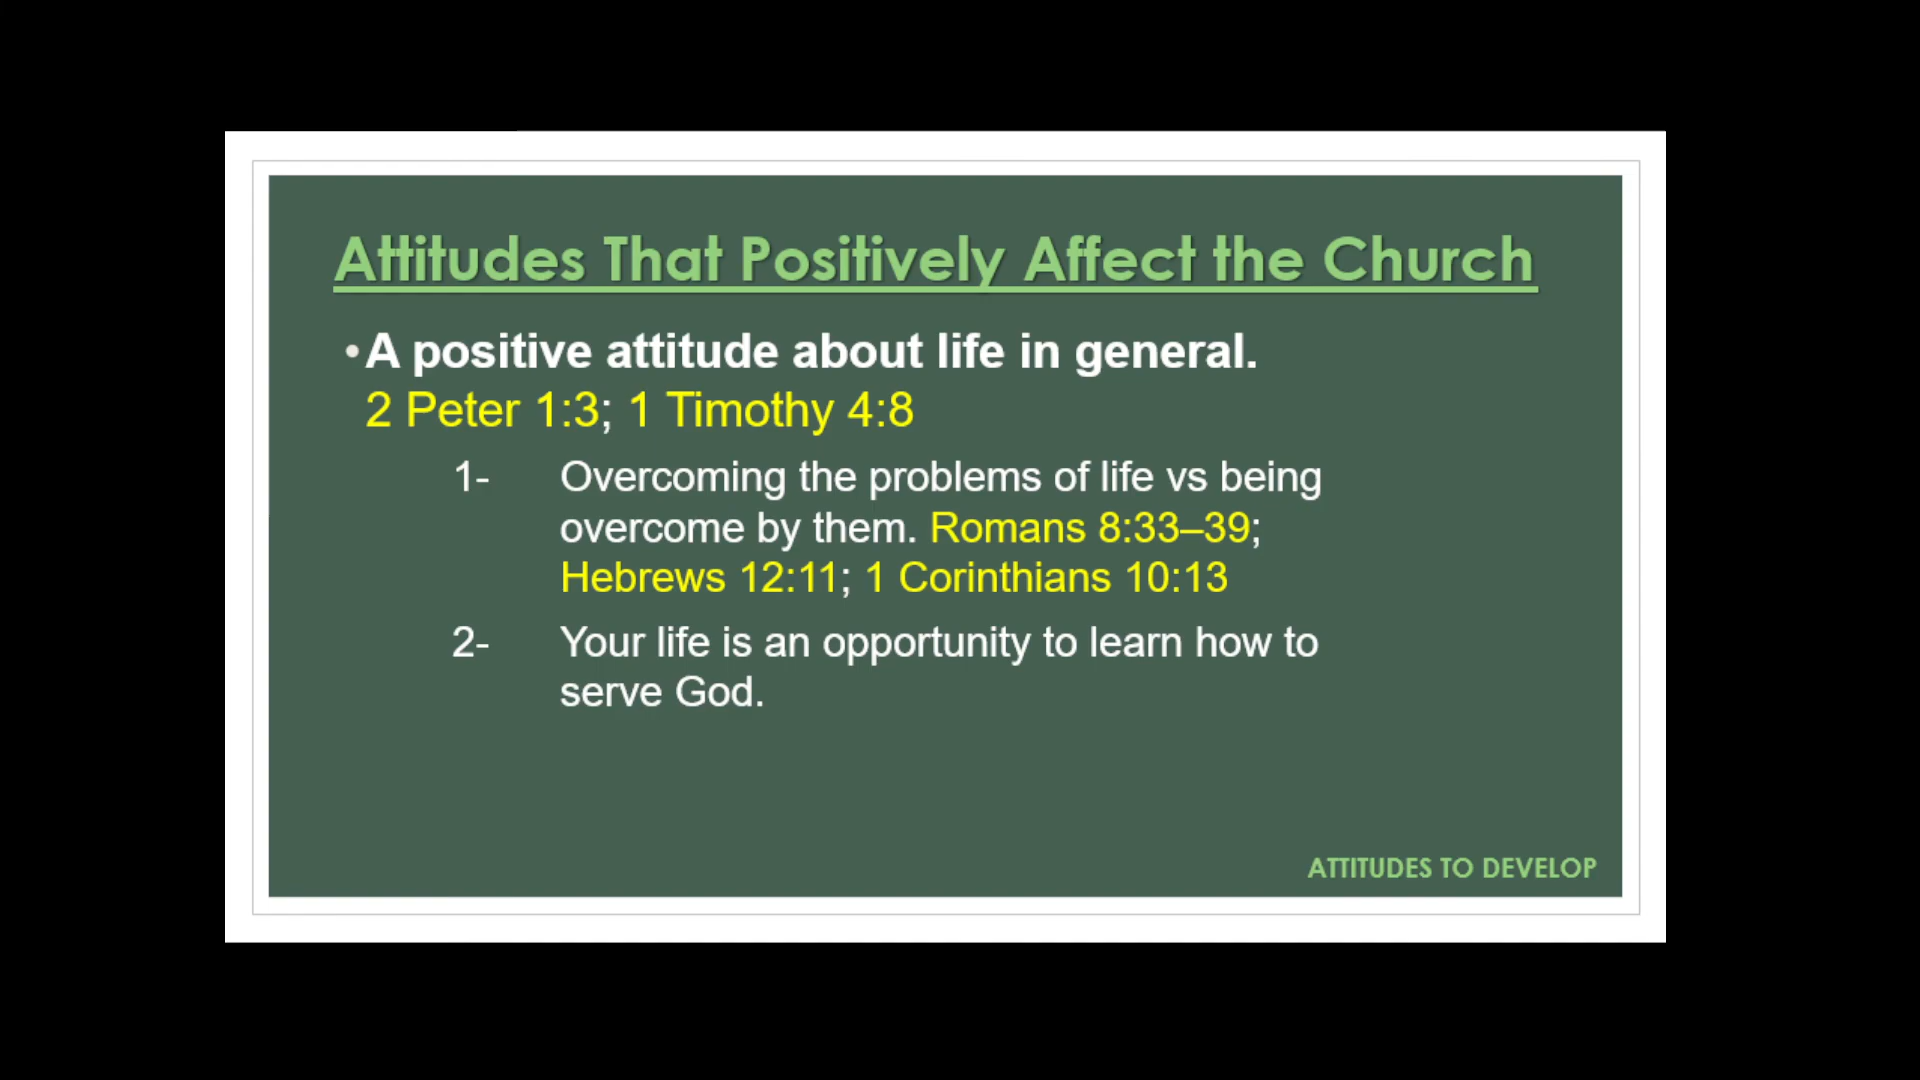 Attitudes That Positively Affect the Church
•A positive attitude about life in general.
2 Peter 1:3; 1 Timothy 4:8
1- Overcoming the problems of life vs being
overcome by them. Romans 8:33–39;
Hebrews 12:11; 1 Corinthians 10:13
2- Your life is an opportunity to learn how to
serve God.
ATTITUDES TO DEVELOP